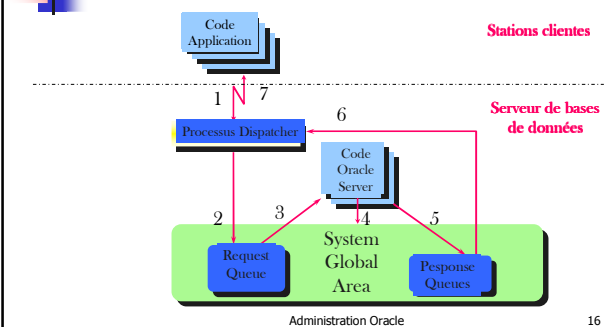 Code
Application
Stations clientes
1
7
Serveur de bases
de données
6
Processus Dispatcher
Code
Oracle
Server
2
3
4
5
System
Global
Area
Request
Queue
Pesponse
Queues
Administration Oracle
16